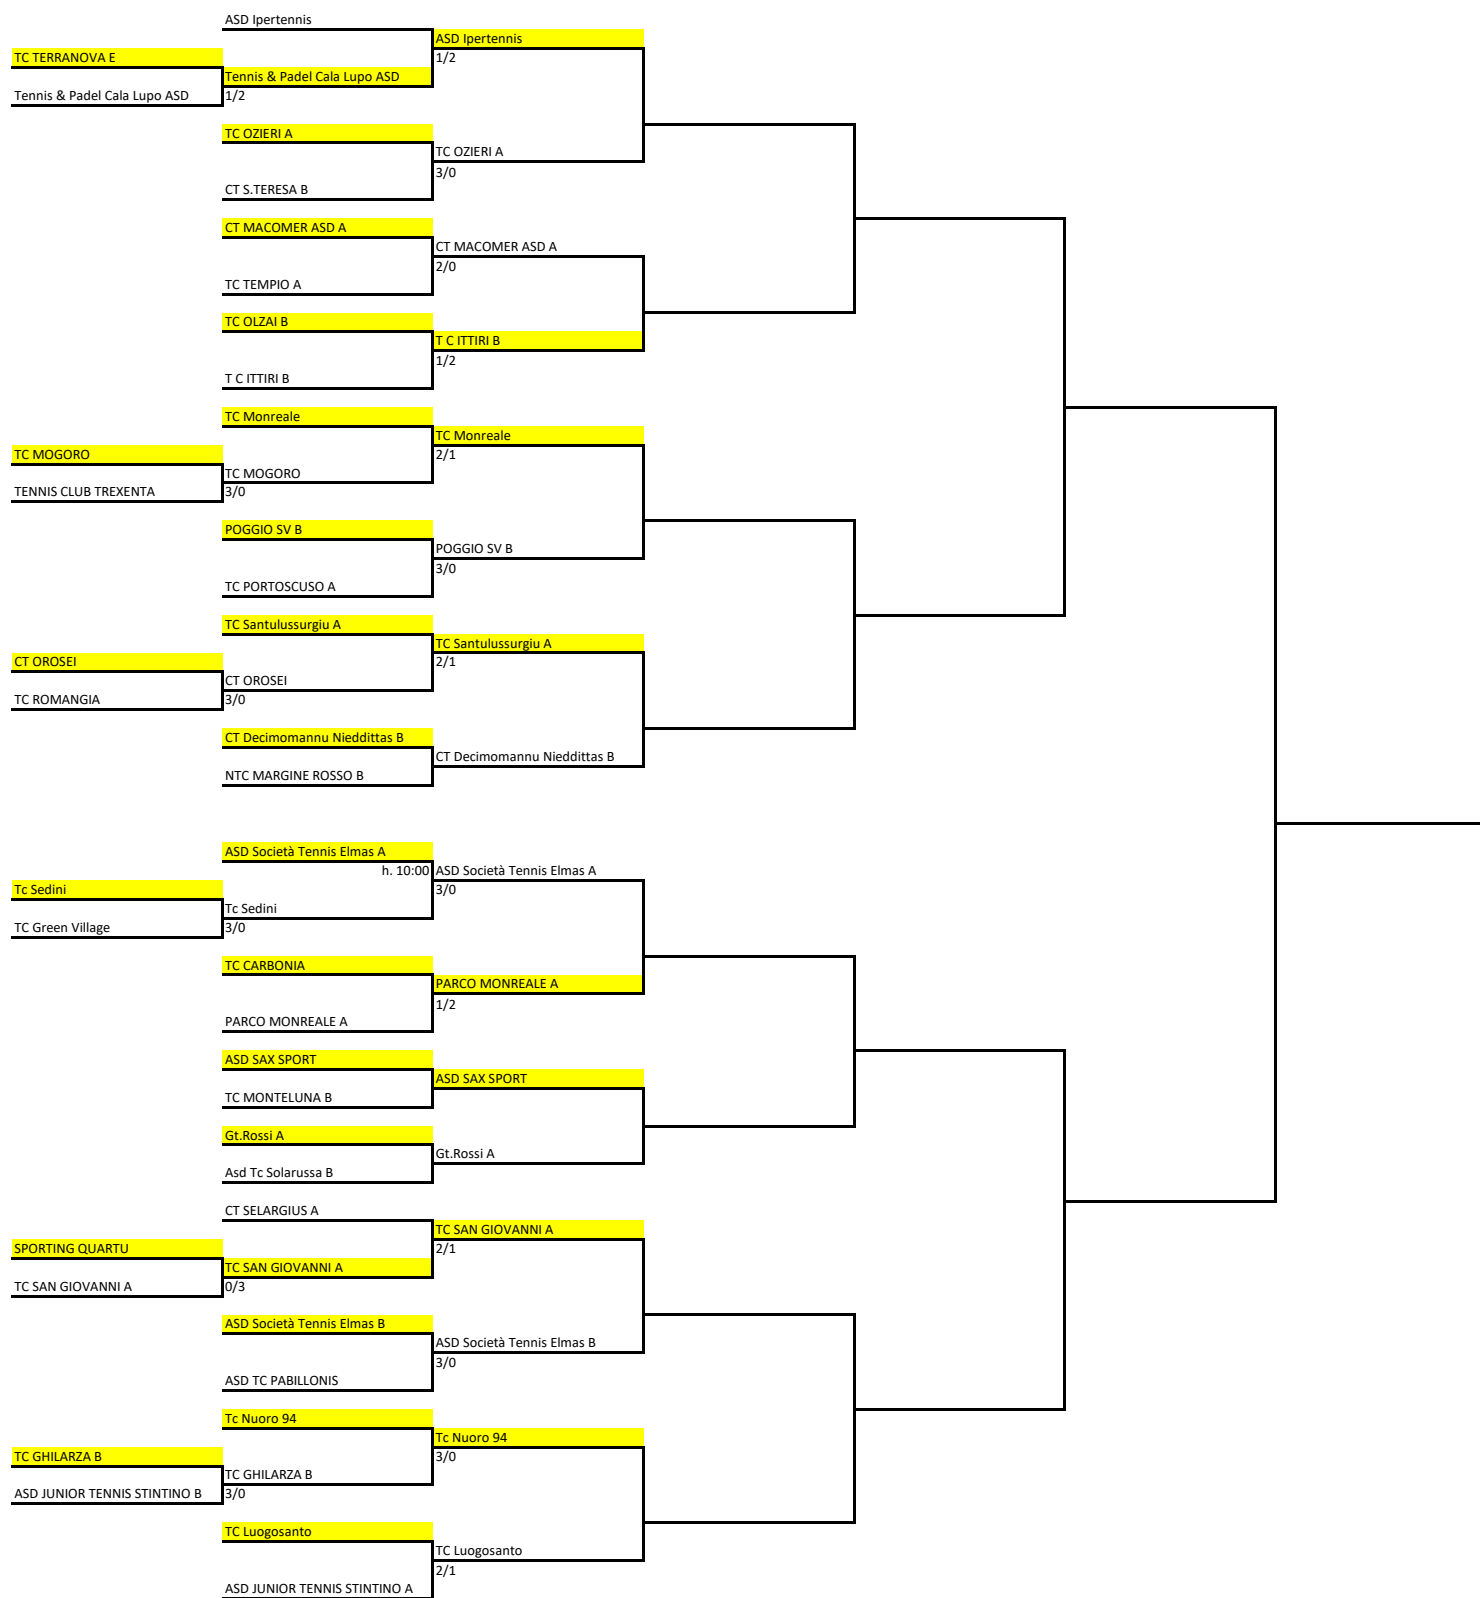 ASD Ipertennis
ASD Ipertennis
TC TERRANOVA E
1/2
Tennis & Padel Cala Lupo ASD
Tennis & Padel Cala Lupo ASD
1/2
TC OZIERI A
TC OZIERI A
3/0
CT S.TERESA B
CT MACOMER ASD A
CT MACOMER ASD A
2/0
TC TEMPIO A
TC OLZAI B
T C ITTIRI B
1/2
T C ITTIRI B
TC Monreale
TC Monreale
TC MOGORO
2/1
TC MOGORO
TENNIS CLUB TREXENTA
3/0
POGGIO SV B
POGGIO SV B
3/0
TC PORTOSCUSO A
TC Santulussurgiu A
TC Santulussurgiu A
CT OROSEI
2/1
CT OROSEI
TC ROMANGIA
3/0
CT Decimomannu Nieddittas B
CT Decimomannu Nieddittas B
NTC MARGINE ROSSO B
ASD Società Tennis Elmas A
h. 10:00
ASD Società Tennis Elmas A
Tc Sedini
3/0
Tc Sedini
TC Green Village
3/0
TC CARBONIA
PARCO MONREALE A
1/2
PARCO MONREALE A
ASD SAX SPORT
ASD SAX SPORT
TC MONTELUNA B
Gt.Rossi A
Gt.Rossi A
Asd Tc Solarussa B
CT SELARGIUS A
TC SAN GIOVANNI A
SPORTING QUARTU
2/1
TC SAN GIOVANNI A
TC SAN GIOVANNI A
0/3
ASD Società Tennis Elmas B
ASD Società Tennis Elmas B
3/0
ASD TC PABILLONIS
Tc Nuoro 94
Tc Nuoro 94
TC GHILARZA B
3/0
TC GHILARZA B
ASD JUNIOR TENNIS STINTINO B
3/0
TC Luogosanto
TC Luogosanto
2/1
ASD JUNIOR TENNIS STINTINO A